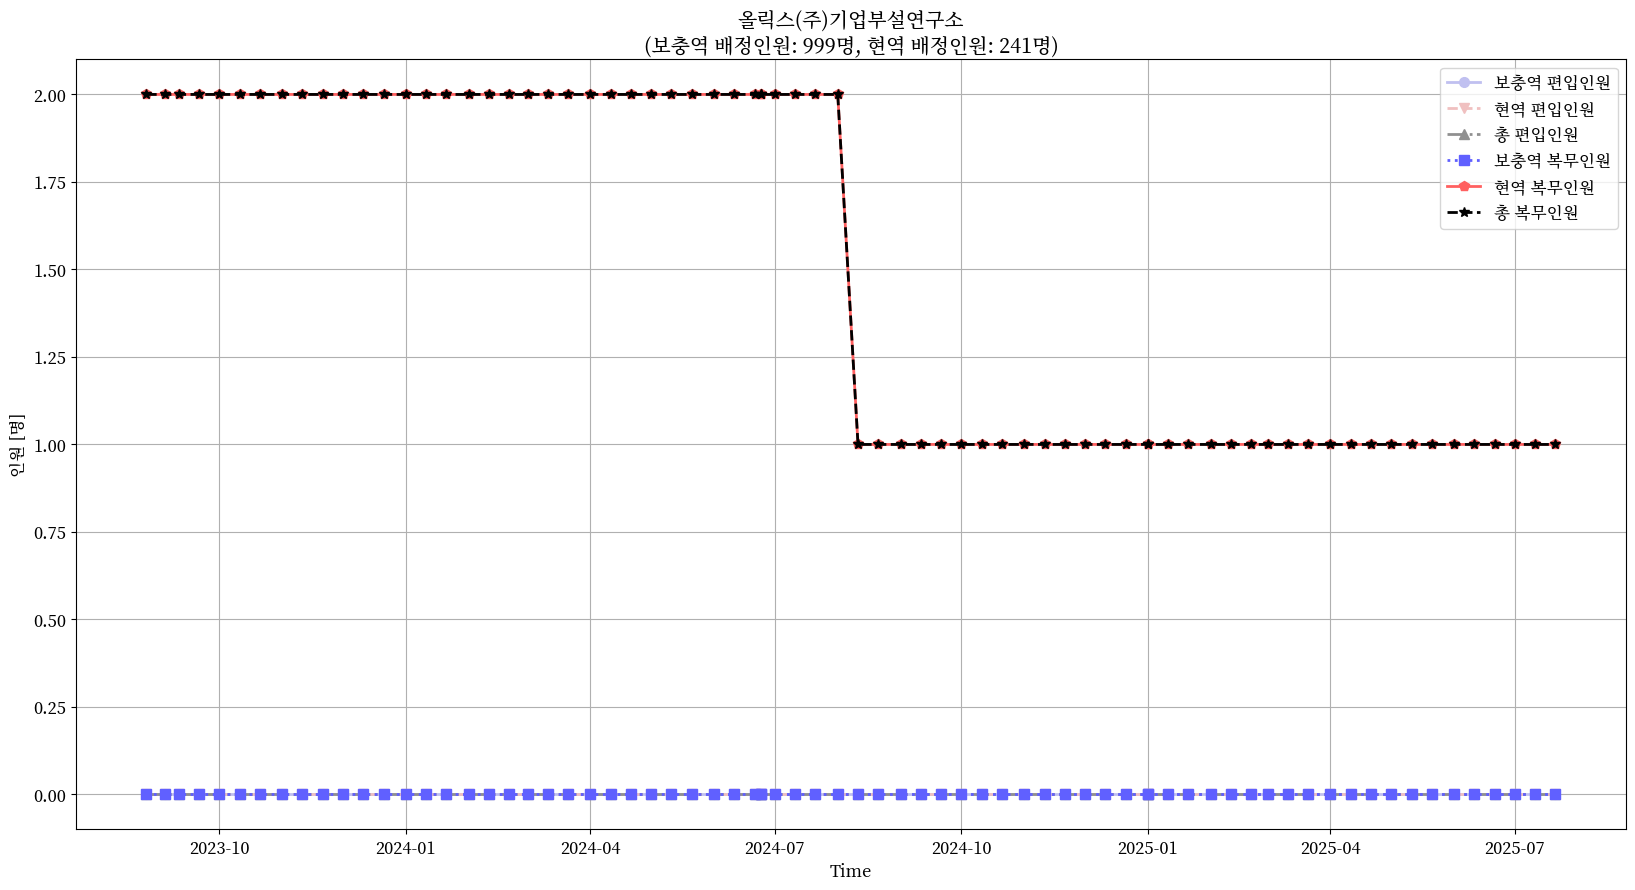 올릭스(주)기업부설연구소
(보충역 배정인원: 999명, 현역 배정인원: 241명)
보충역 편입인원
현역 편입인원
총 편입인원
보충역 복무인원
현역 복무인원
총 복무인원
인원 [명]
2.00
1.75
1.50
1.25
1.00
0.75
0.50
0.25
0.00
2023-10
2024-01
2024-04
2024-07
2024-10
2025-01
2025-04
2025-07
Time